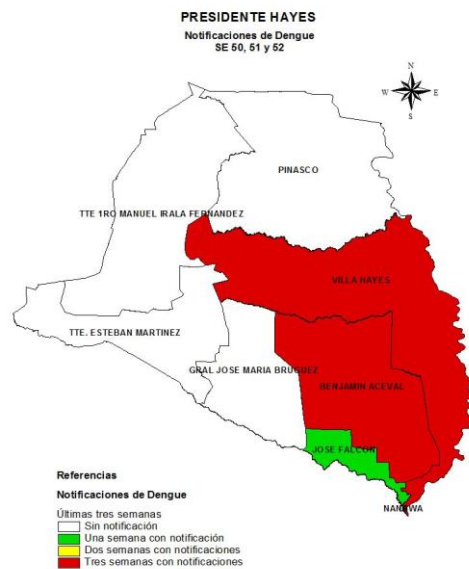 PRESIDENTE HAYES
Notificaciones de Dengue
SE 50, 51 y 52
N
W E
S
PINASCO
TTE 1RO MANUEL IRALA FERNANDEZ
VILLA HAYES
TTE. ESTEBAN MARTINEZ
GRAL JOSE MARIA BRUGUEZ
BENJAMIN ACEVAL
JOSE FALCON
NANAWA
Referencias
Notificaciones de Dengue
Últimas tres semanas
Sin notificación
Una semana con notificación
Dos semanas con notificaciones
Tres semanas con notificaciones